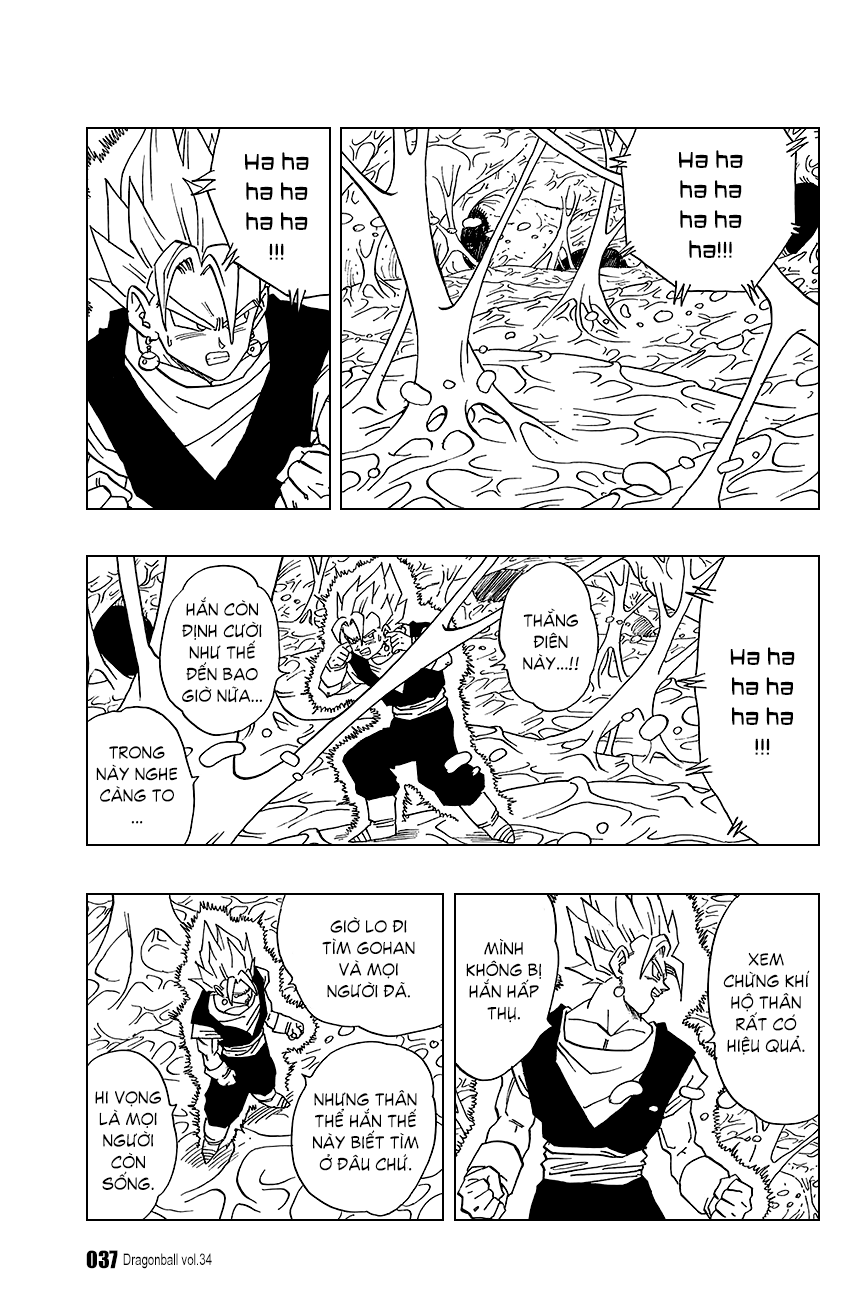 Ha ha
ha ha
ha ha
ha!!!
Ha ha
ha ha
ha ha
!!!
Ha ha
ha ha
ha ha
!!!
THẰNG
ĐIÊN
NÀY...!!
HẮN CÒN
ĐỊNH CƯỜI
NHƯ THẾ
ĐẾN BAO
GIỜ NỮA...
TRONG
NÀY NGHE
CÀNG TO
...
XEM
CHỪNG KHÍ
HỘ THÂN
RẤT CÓ
HIỆU QUẢ.
MÌNH
KHÔNG BỊ
HẮN HẤP
THỤ.
GIỜ LO ĐI
TÌM GOHAN
VÀ MỌI
NGƯỜI ĐÃ.
NHƯNG THÂN
THỂ HẮN THẾ
NÀY BIẾT TÌM
Ở ĐÂU CHỨ.
HI VỌNG
LÀ MỌI
NGƯỜI
CÒN
SỐNG.
037 Dragonball vol.34